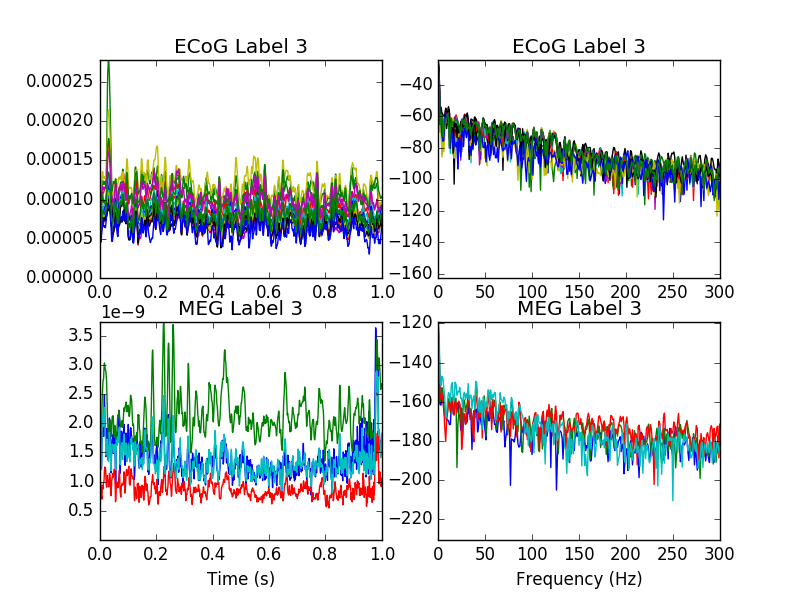 ECoG Label 3
0.00025
0.00020
0.00015
0.00010
0.00005
0.00000
0.0 0.2 0.4 0.6 0.8 1.0
ECoG Label 3
−40
−60
−80
−100
−120
−140
−160
0 50 100 150 200 250 300
MEG Label 3
1e−9
3.5
3.0
2.5
2.0
1.5
1.0
0.5
0.0 0.2 0.4 0.6 0.8 1.0
Time (s)
MEG Label 3
−120
−140
−160
−180
−200
−220
0 50 100 150 200 250 300
Frequency (Hz)